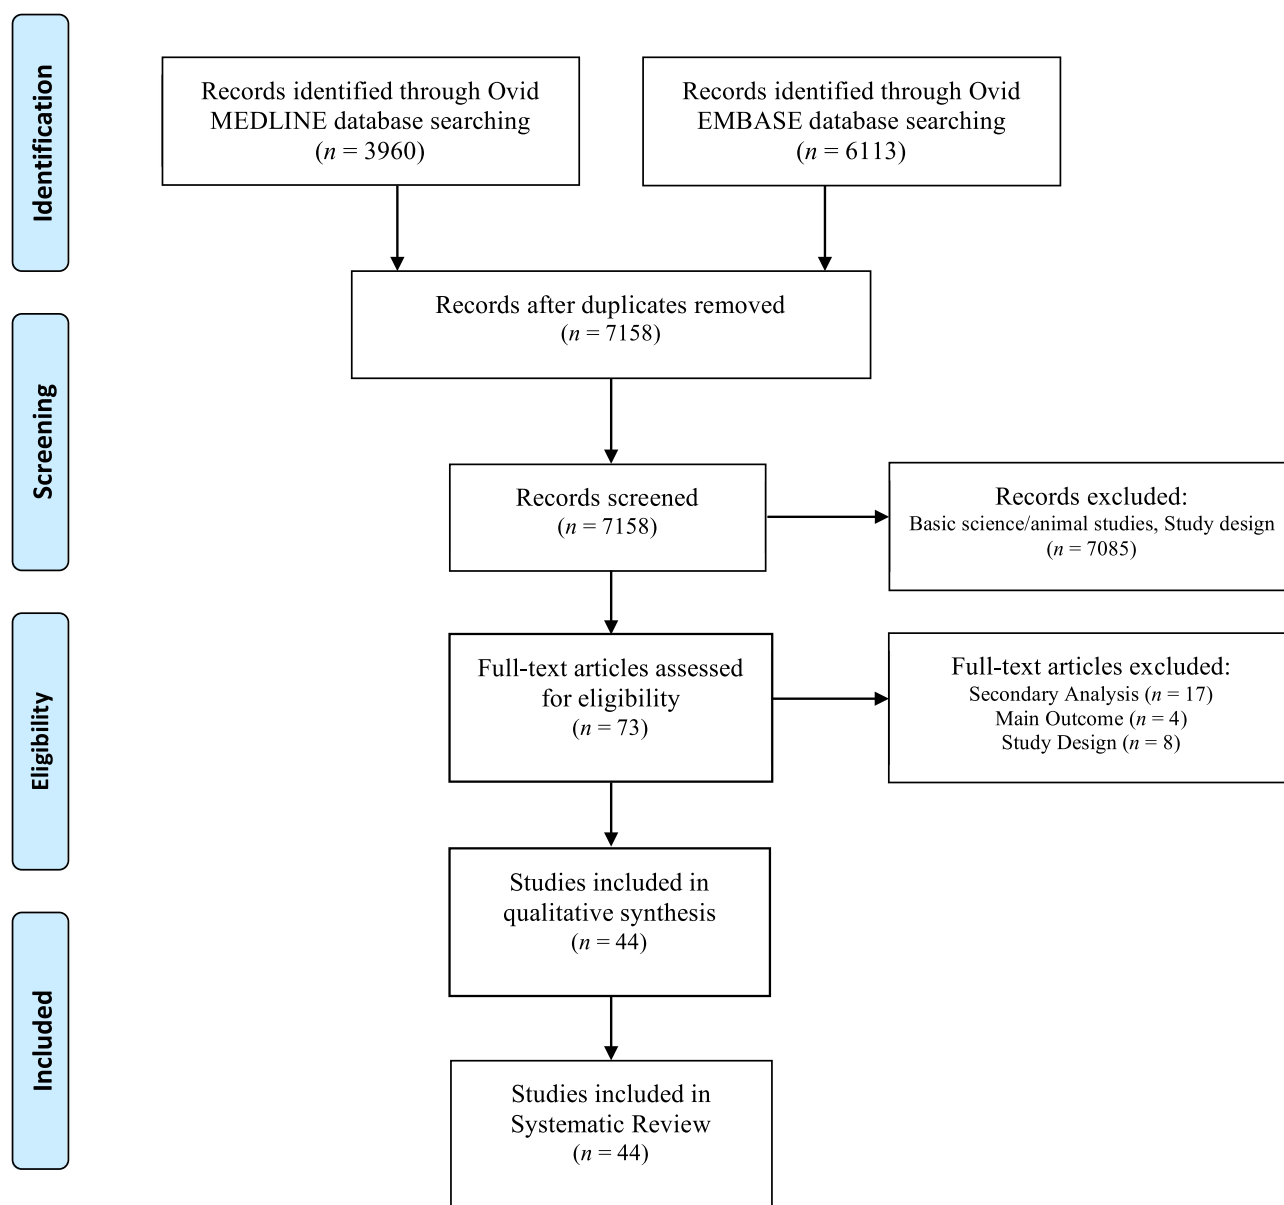 Identification
Records identified through Ovid
MEDLINE database searching
(n = 3960)
Records identified through Ovid
EMBASE database searching
(n = 6113)
Records after duplicates removed
(n = 7158)
Screening
Records screened
(n = 7158)
Records excluded:
Basic science/animal studies, Study design
(n = 7085)
Eligibility
Full-text articles assessed
for eligibility
(n = 73)
Full-text articles excluded:
Secondary Analysis (n = 17)
Main Outcome (n = 4)
Study Design (n = 8)
Studies included in
qualitative synthesis
(n = 44)
Included
Studies included in
Systematic Review
(n = 44)